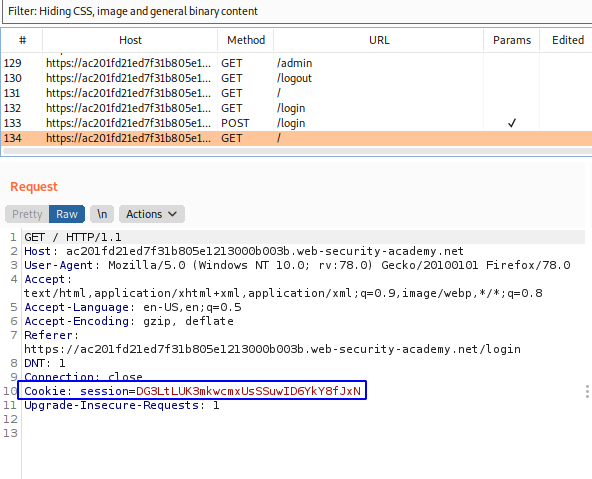 Filter: Hiding CSS, image and general binary content
# Host Method URL Params Edited
129 https://ac201fd21ed7f31b805e1... GET /admin
130 https://ac201fd21ed7f31b805e1... GET /logout
131 https://ac201fd21ed7f31b805e1... GET /
132 https://ac201fd21ed7f31b805e1... GET /login
133 https://ac201fd21ed7f31b805e1... POST /login ✓
134 https://ac201fd21ed7f31b805e1... GET /
Request
Pretty Raw \n Actions
1 GET / HTTP/1.1
2 Host: ac201fd21ed7f31b805e1213000b003b.web-security-academy.net
3 User-Agent: Mozilla/5.0 (Windows NT 10.0; rv:78.0) Gecko/20100101 Firefox/78.0
4 Accept:
text/html,application/xhtml+xml,application/xml;q=0.9,image/webp,*/*;q=0.8
5 Accept-Language: en-US,en;q=0.5
6 Accept-Encoding: gzip, deflate
7 Referer:
https://ac201fd21ed7f31b805e1213000b003b.web-security-academy.net/login
8 DNT: 1
9 Connection: close
10 Cookie: session=DG3LtLUK3mkwcmxUsSSuwID6YkY8fJxN
11 Upgrade-Insecure-Requests: 1
12
13